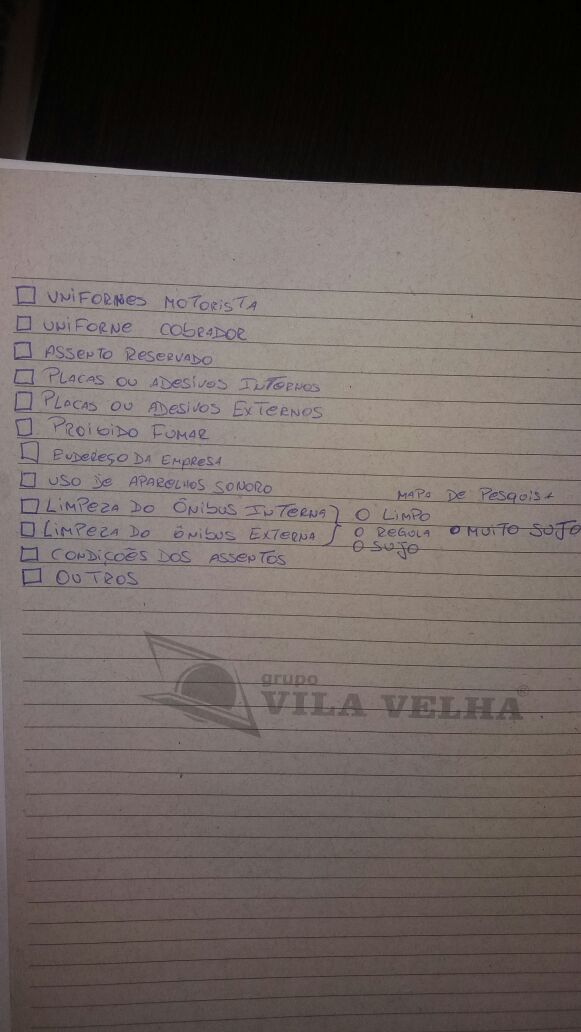 UNIFORMES MOTORISTA
UNIFORNE COBRADOR
ASSENTO RESERVADO
PLACAS OU ADESIVOS INTERNOS
PLACAS OU ADESIVOS EXTERNOS
PROIBIDO FUMAR
ENDEREÇO DA EMPRESA
USO DE APARELHOS SONORO
MAPA DE PESQUISA
LIMPEZA DO ÔNIBUS INTERNA } O LIMPO
LIMPEZA DO ÔNIBUS EXTERNA } O REGULA O MUITO SUJO
O SUJO
CONDIÇÕES DOS ASSENTOS
OUTROS
grupo
VILA VELHA®